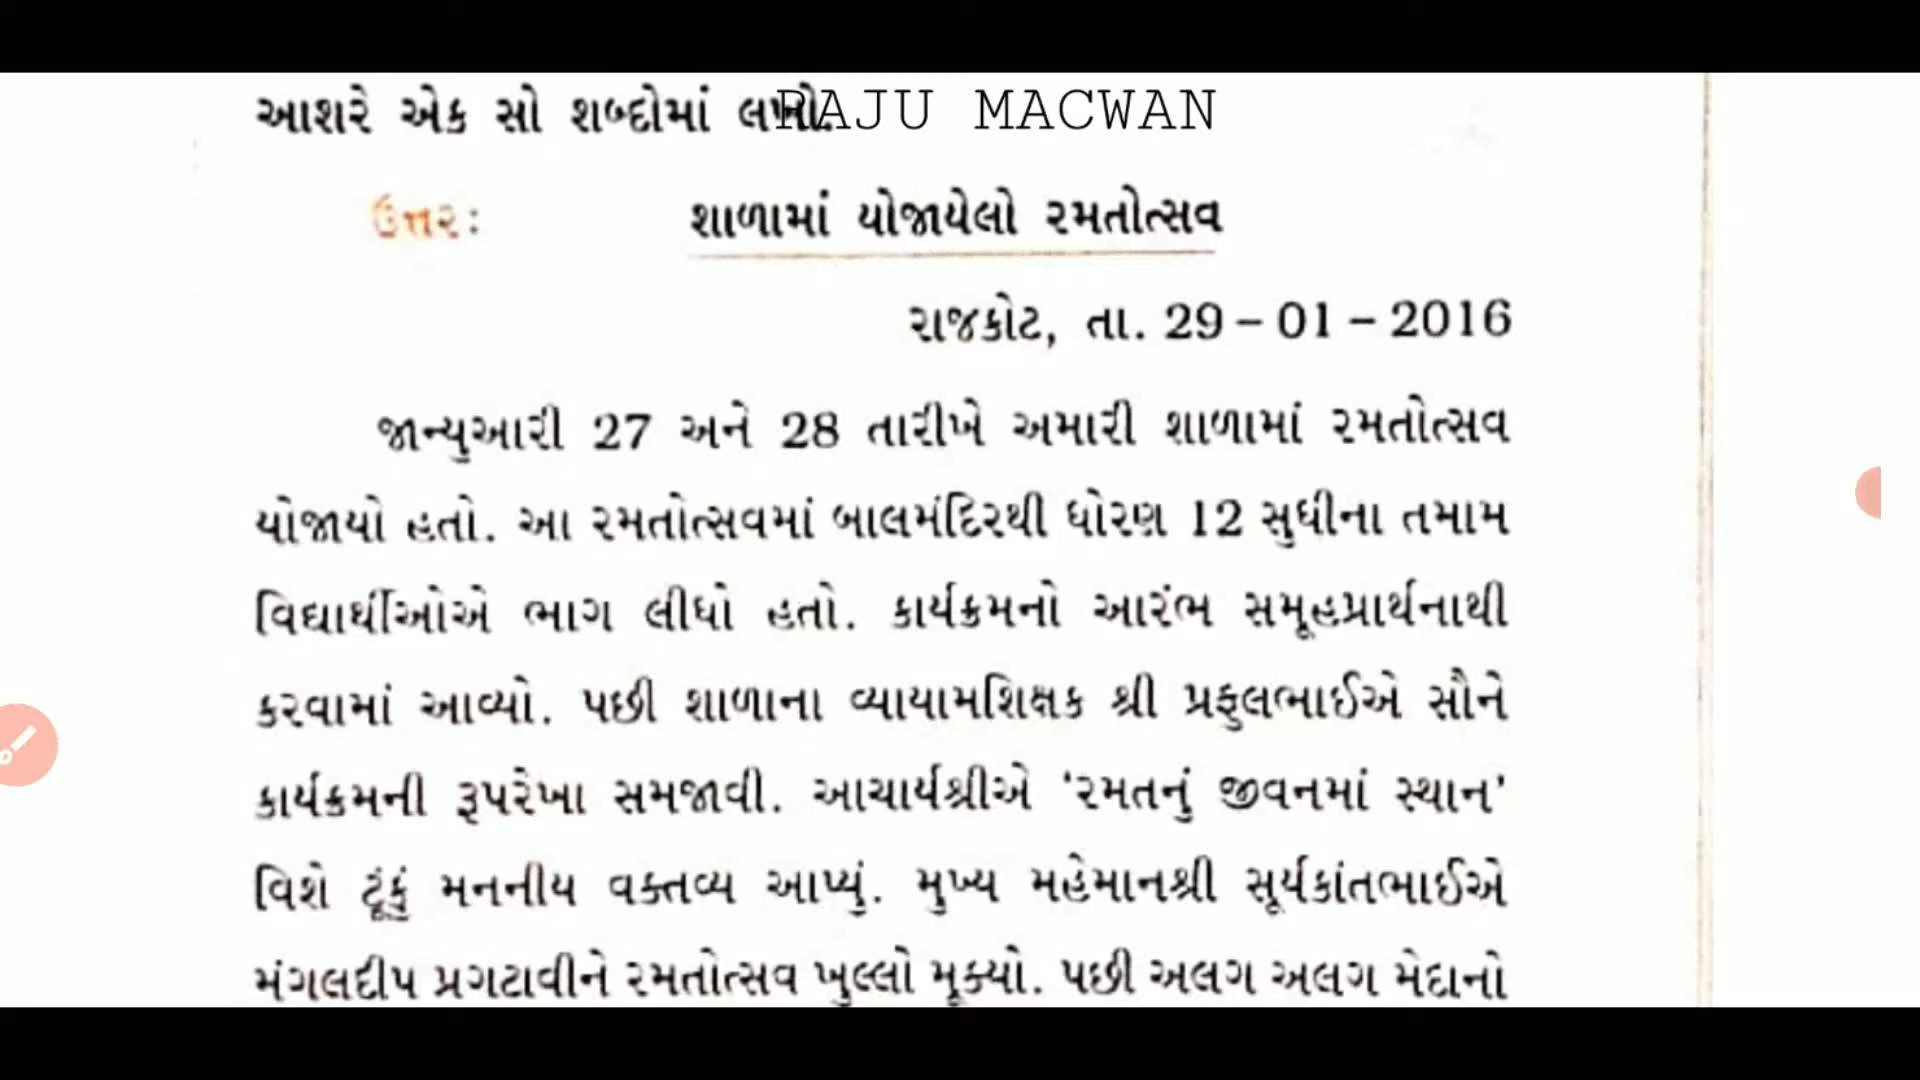 આશરે એક સો શબ્દોમાં લખો.
RAJU MACWAN
ઉત્તર:
શાળામાં યોજાયેલો રમતોત્સવ
રાજકોટ, તા. 29 – 01 – 2016
જાન્યુઆરી 27 અને 28 તારીખે અમારી શાળામાં રમતોત્સવ
યોજાયો હતો. આ રમતોત્સવમાં બાલમંદિરથી ધોરણ 12 સુધીના તમામ
વિદ્યાર્થીઓએ ભાગ લીધો હતો. કાર્યક્રમનો આરંભ સમૂહપ્રાર્થનાથી
કરવામાં આવ્યો. પછી શાળાના વ્યાયામશિક્ષક શ્રી પ્રફુલભાઈએ સૌને
કાર્યક્રમની રૂપરેખા સમજાવી. આચાર્યશ્રીએ 'રમતનું જીવનમાં સ્થાન'
વિશે ટૂંકું મનનીય વક્તવ્ય આપ્યું. મુખ્ય મહેમાનશ્રી સૂર્યકાંતભાઈએ
મંગલદીપ પ્રગટાવીને રમતોત્સવ ખુલ્લો મૂક્યો. પછી અલગ અલગ મેદાનો